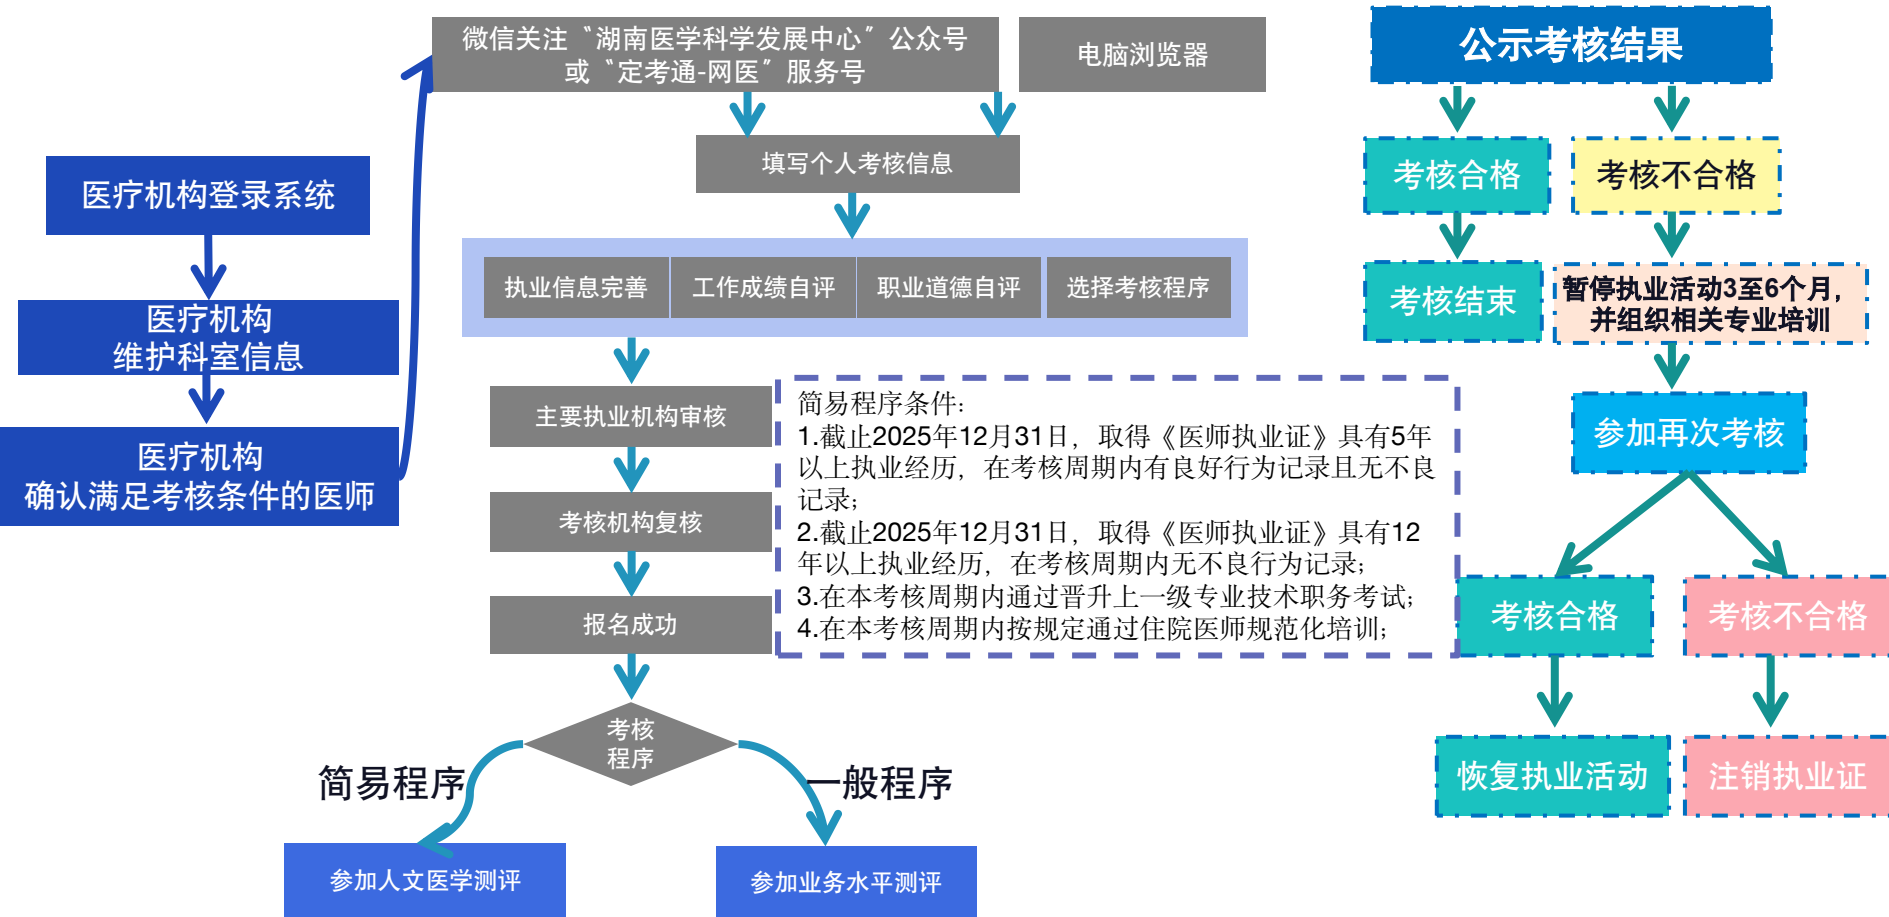 医疗机构登录系统
医疗机构
维护科室信息
医疗机构
确认满足考核条件的医师
微信关注“湖南医学科学发展中心”公众号
或“定考通-网医”服务号
电脑浏览器
填写个人考核信息
执业信息完善
工作成绩自评
职业道德自评
选择考核程序
主要执业机构审核
考核机构复核
报名成功
考核
程序
简易程序
一般程序
参加人文医学测评
参加业务水平测评
简易程序条件：
1.截止2025年12月31日，取得《医师执业证》具有5年
以上执业经历，在考核周期内有良好行为记录且无不良
记录；
2.截止2025年12月31日，取得《医师执业证》具有12
年以上执业经历，在考核周期内无不良行为记录；
3.在本考核周期内通过晋升上一级专业技术职务考试；
4.在本考核周期内按规定通过住院医师规范化培训；
公示考核结果
考核合格
考核不合格
考核结束
暂停执业活动3至6个月，
并组织相关专业培训
参加再次考核
考核合格
考核不合格
恢复执业活动
注销执业证